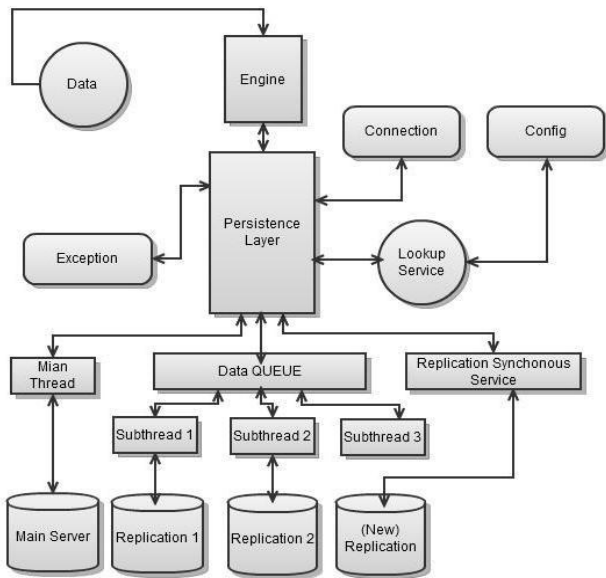 Engine
Data
Connection
Config
Persistence
Layer
Exception
Lookup
Service
Mian
Thread
Data QUEUE
Replication Synchonous
Service
Subthread 1
Subthread 2
Subthread 3
Main Server
Replication 1
Replication 2
(New)
Replication